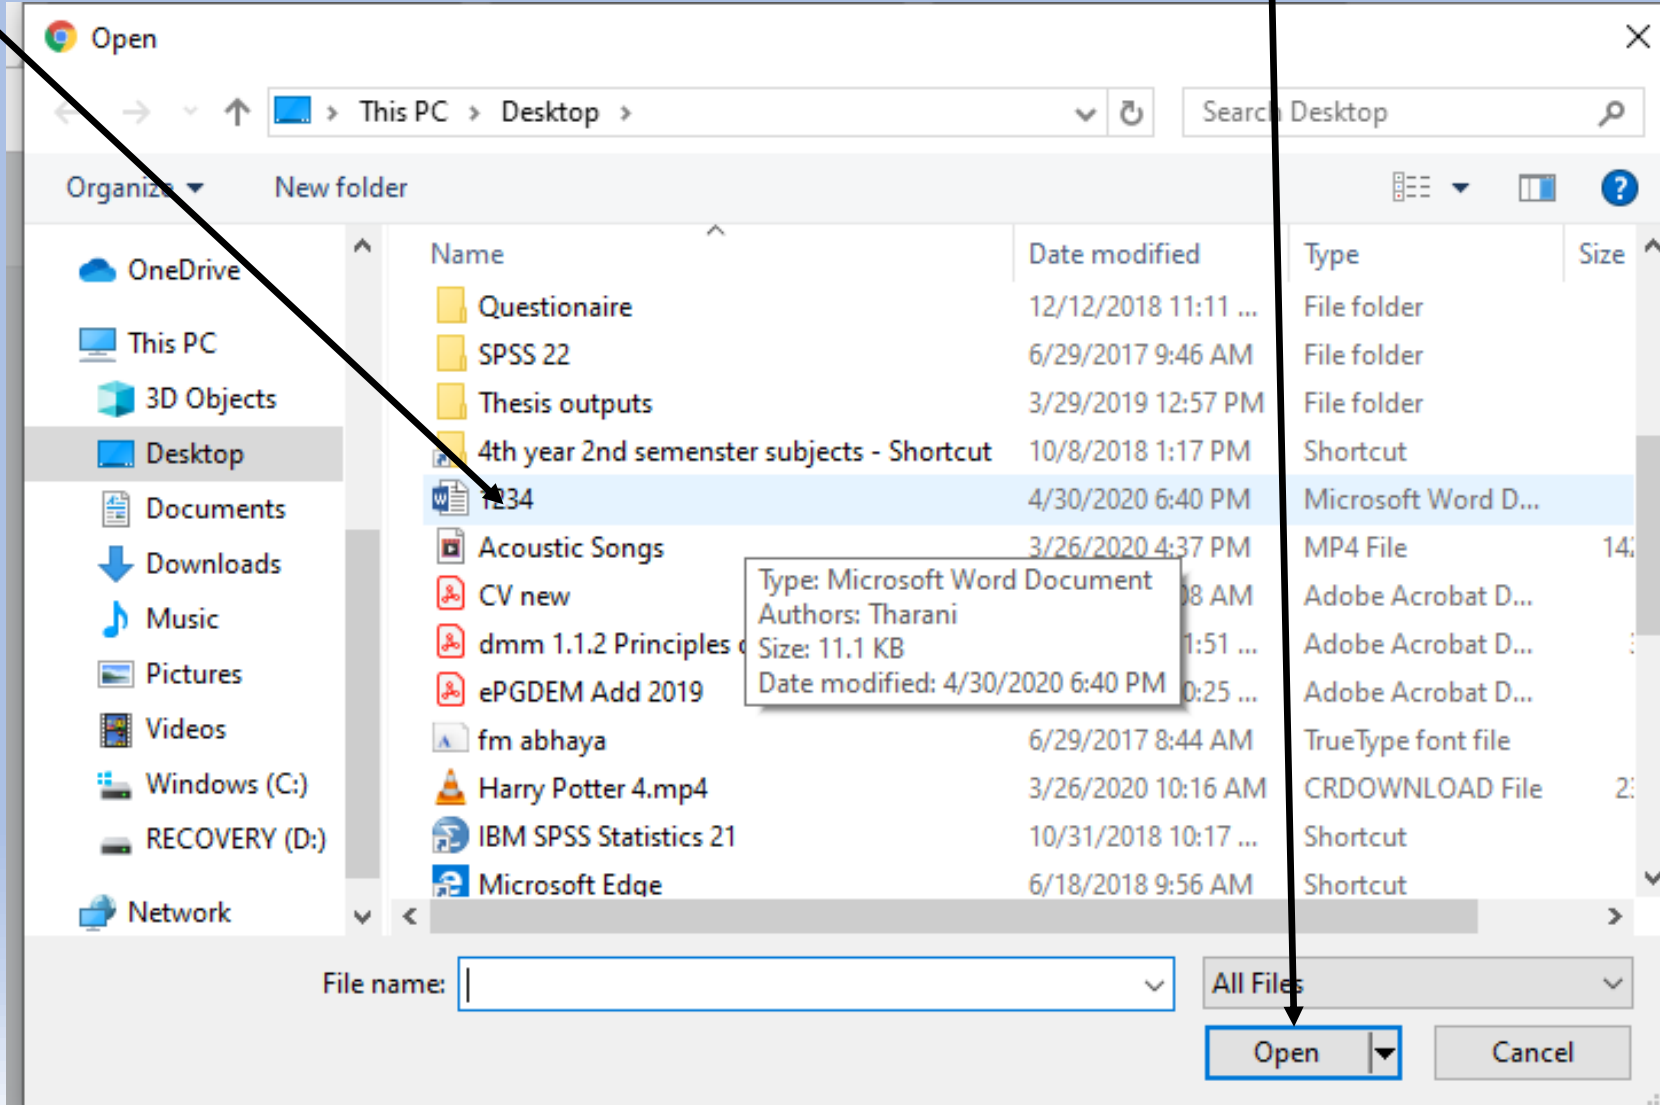 Open
This PC > Desktop >
Search Desktop
Organize
New folder
Name Date modified Type Size
OneDrive
This PC
3D Objects
Desktop
Documents
Downloads
Music
Pictures
Videos
Windows (C:)
RECOVERY (D:)
Network
Questionaire 12/12/2018 11:11 ... File folder
SPSS 22 6/29/2017 9:46 AM File folder
Thesis outputs 3/29/2019 12:57 PM File folder
4th year 2nd semenster subjects - Shortcut 10/8/2018 1:17 PM Shortcut
1234 4/30/2020 6:40 PM Microsoft Word D...
Acoustic Songs 3/26/2020 4:37 PM MP4 File
CV new AM Adobe Acrobat D...
dmm 1.1.2 Principles 1:51 ... Adobe Acrobat D...
ePGDEM Add 2019 0:25 ... Adobe Acrobat D...
fm abhaya 6/29/2017 8:44 AM TrueType font file
Harry Potter 4.mp4 3/26/2020 10:16 AM CRDOWNLOAD File
IBM SPSS Statistics 21 10/31/2018 10:17 ... Shortcut
Microsoft Edge 6/18/2018 9:56 AM Shortcut
Type: Microsoft Word Document
Authors: Tharani
Size: 11.1 KB
Date modified: 4/30/2020 6:40 PM
File name:
All Files
Open
Cancel